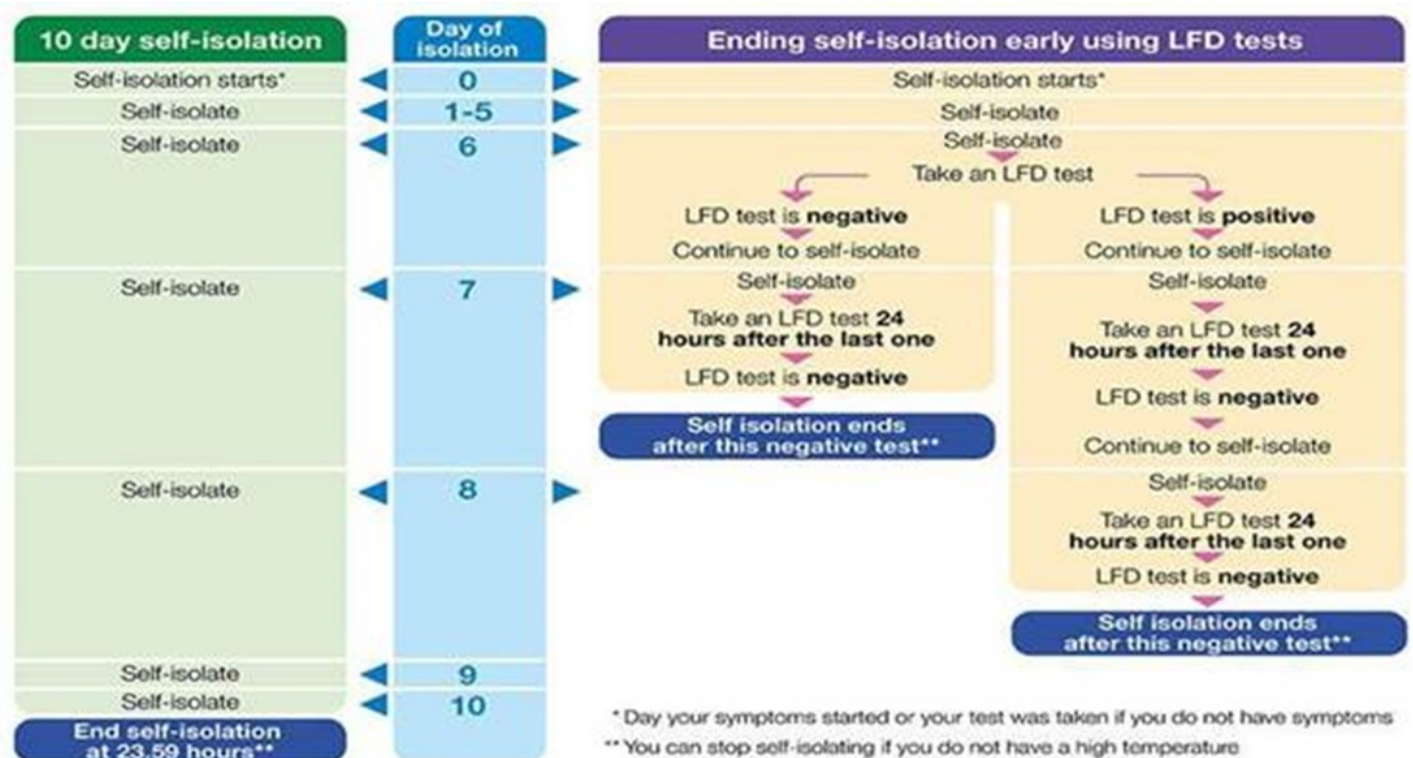 10 day self-isolation
Day of
isolation
Ending self-isolation early using LFD tests
Self-isolation starts*
0
Self-isolation starts*
Self-isolate
1-5
Self-isolate
Self-isolate
6
Self-isolate
Take an LFD test
LFD test is negative
LFD test is positive
Continue to self-isolate
Continue to self-isolate
Self-isolate
7
Self-isolate
Self-isolate
Take an LFD test 24
hours after the last one
Take an LFD test 24
hours after the last one
LFD test is negative
LFD test is negative
Self isolation ends
after this negative test**
Continue to self-isolate
Self-isolate
8
Self-isolate
Take an LFD test 24
hours after the last one
LFD test is negative
Self isolation ends
after this negative test**
Self-isolate
9
Self-isolate
10
End self-isolation
at 23.59 hours**
* Day your symptoms started or your test was taken if you do not have symptoms
** You can stop self-isolating if you do not have a high temperature